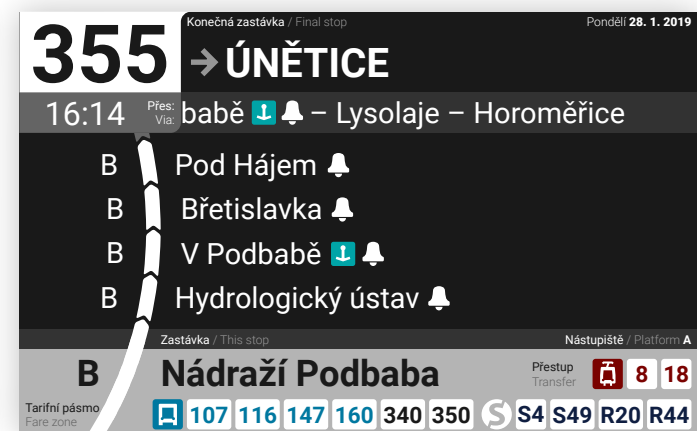 355
Konečná zastávka / Final stop
Pondělí 28. 1. 2019
ÚNĚTICE
16:14
Přes:
Via:
babě – Lysolaje – Horoměřice
B Pod Hájem
B Břetislavka
B V Podbabě
B Hydrologický ústav
Zastávka / This stop
Nástupiště / Platform A
B Nádraží Podbaba
Přestup
Transfer
8 18
Tarifní pásmo
Fare zone
107 116 147 160 340 350 S S4 S49 R20 R44